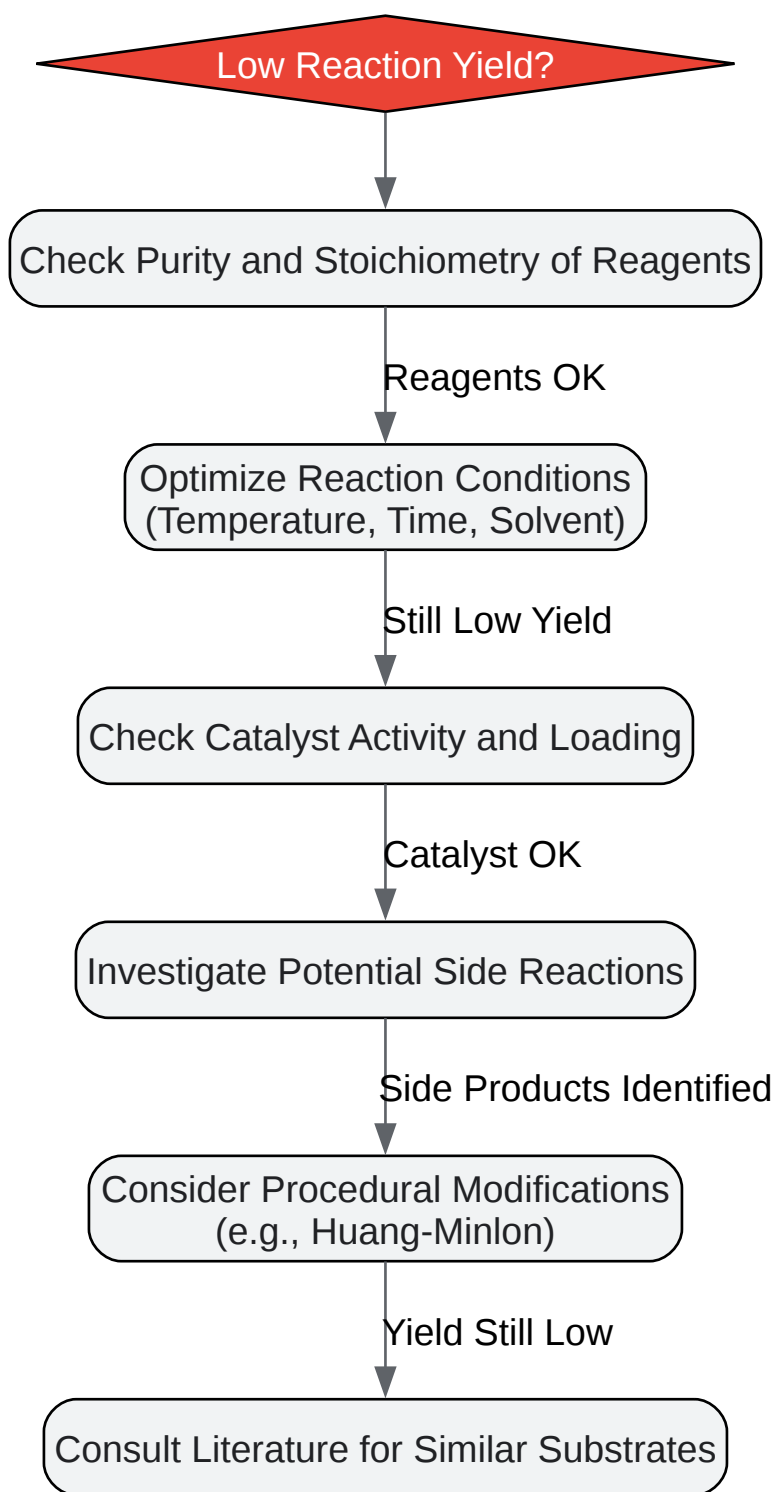 Low Reaction Yield?
Check Purity and Stoichiometry of Reagents
Reagents OK
Optimize Reaction Conditions
(Temperature, Time, Solvent)
Still Low Yield
Check Catalyst Activity and Loading
Catalyst OK
Investigate Potential Side Reactions
Side Products Identified
Consider Procedural Modifications
(e.g., Huang-Minlon)
Yield Still Low
Consult Literature for Similar Substrates